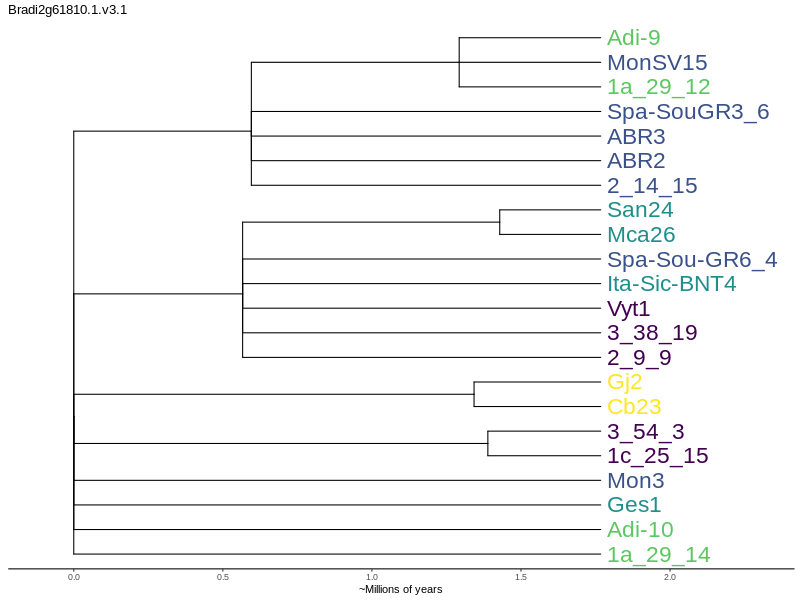 Bradi2g61810.1.v3.1
Adi-9
MonSV15
1a_29_12
Spa-SouGR3_6
ABR3
ABR2
2_14_15
San24
Mca26
Spa-Sou-GR6_4
Ita-Sic-BNT4
Vyt1
3_38_19
2_9_9
Gj2
Cb23
3_54_3
1c_25_15
Mon3
Ges1
Adi-10
1a_29_14
0.0 0.5 1.0 1.5 2.0
~Millions of years